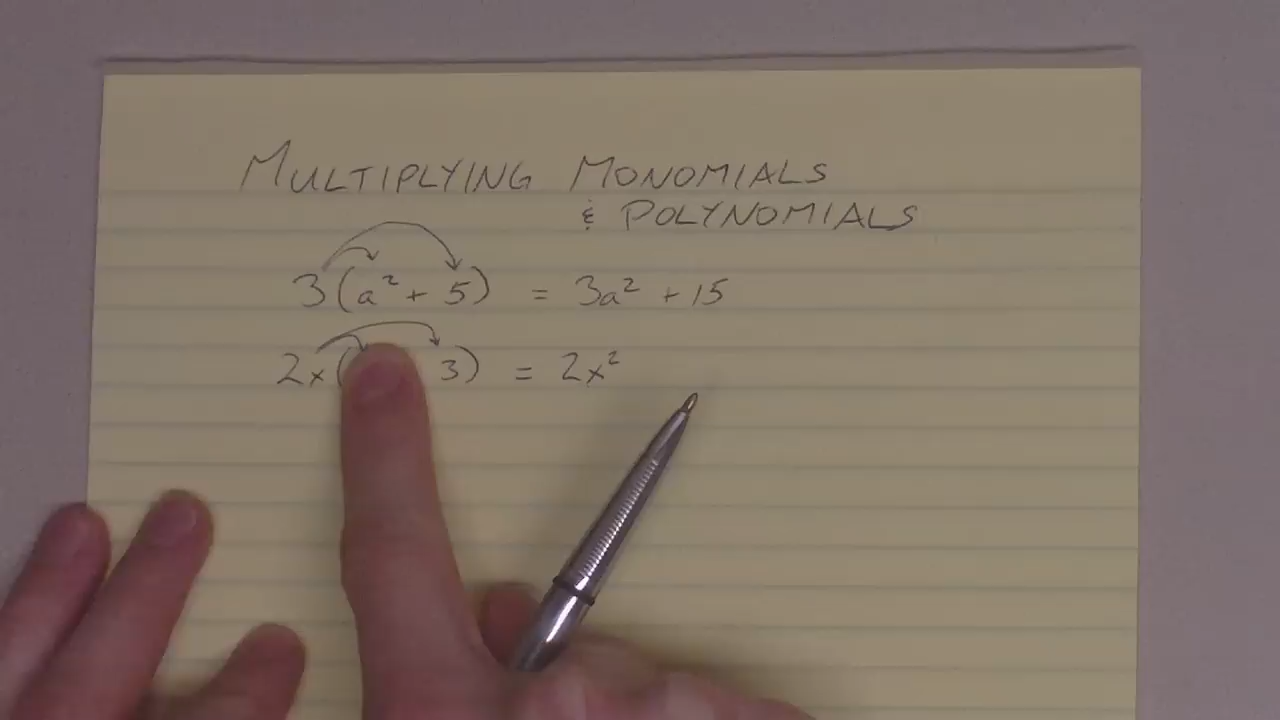 MULTIPLYING MONOMIALS
& POLYNOMIALS
3(a² + 5) = 3a² + 15
2x( 3) = 2x²